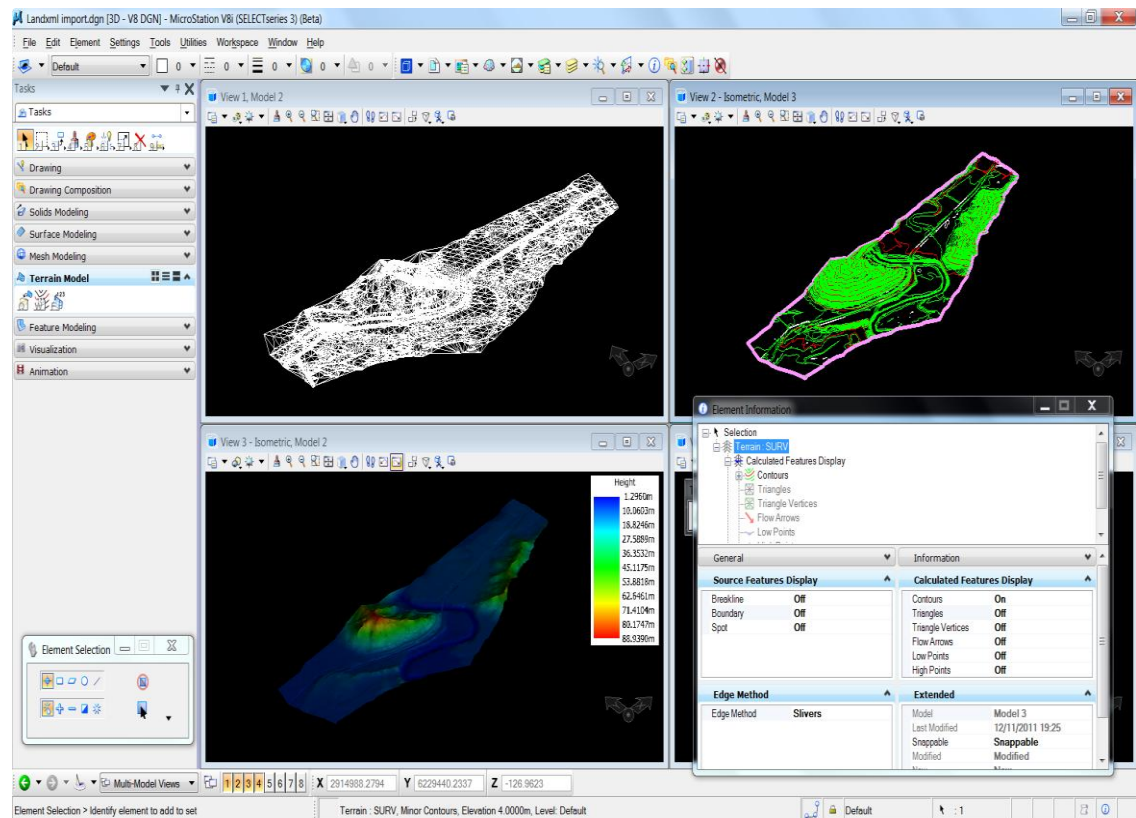 Landxml import.dgn [3D - V8 DGN] - MicroStation V8i (SELECTseries 3) (Beta)
File Edit Element Settings Tools Utilities Workspace Window Help
Default 0 0 0 0 0
Tasks
Tasks
Drawing
Drawing Composition
Solids Modeling
Surface Modeling
Mesh Modeling
Terrain Model
Feature Modeling
Visualization
Animation
View 1, Model 2
View 2 - Isometric, Model 3
View 3 - Isometric, Model 2
Height
1.2960m
10.0603m
18.8246m
27.5889m
36.3532m
45.1175m
53.8818m
62.6461m
71.4104m
80.1747m
88.9390m
Element Information
Selection
Terrain : SURV
Calculated Features Display
Contours
Triangles
Triangle Vertices
Flow Arrows
Low Points
General
Information
Source Features Display
Breakline Off
Boundary Off
Spot Off
Calculated Features Display
Contours On
Triangles Off
Triangle Vertices Off
Flow Arrows Off
Low Points Off
High Points Off
Edge Method
Edge Method Slivers
Extended
Model Model 3
Last Modified 12/11/2011 19:25
Snappable Snappable
Modified Modified
Element Selection
Multi-Model Views 1 2 3 4 5 6 7 8 X 2914988.2794 Y 6229440.2337 Z -126.9623
Element Selection > Identify element to add to set
Terrain : SURV, Minor Contours, Elevation 4.0000m, Level: Default
Default : 1